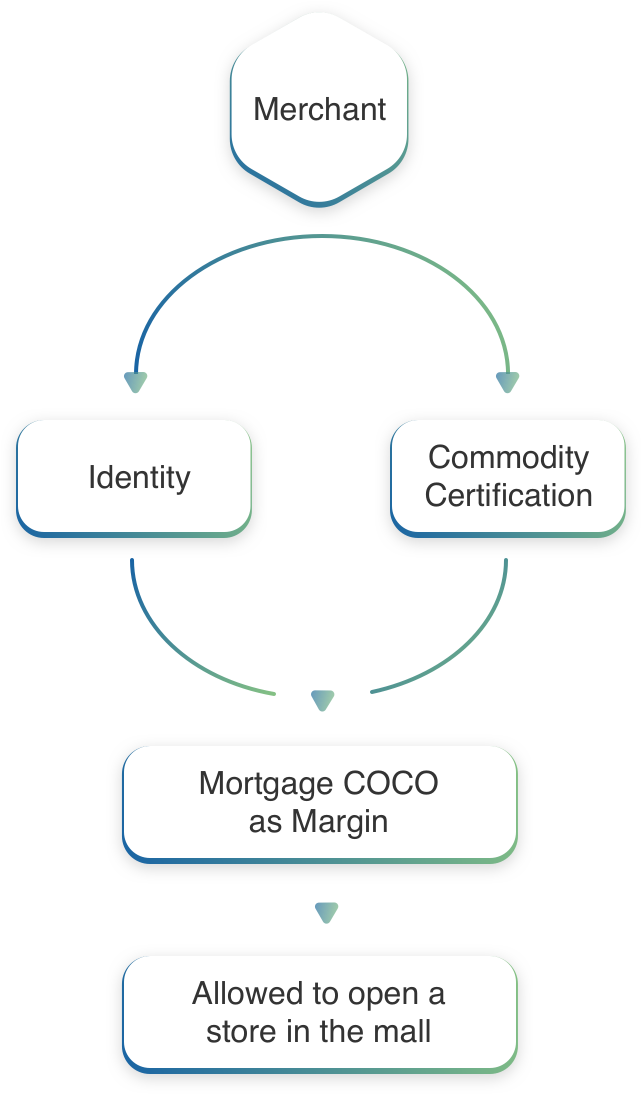 Merchant
Identity
Commodity
Certification
Mortgage COCO
as Margin
Allowed to open a
store in the mall